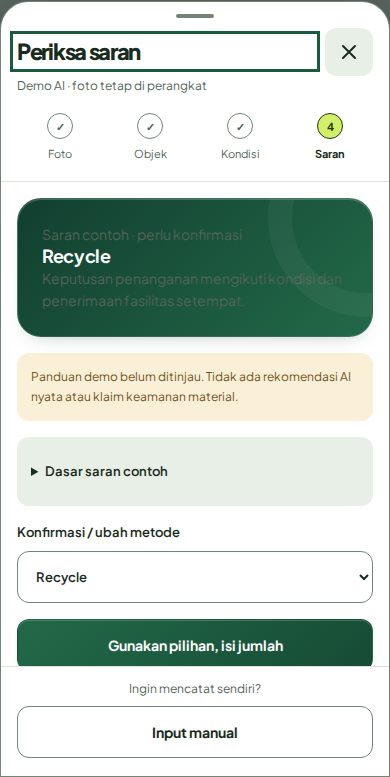 Periksa saran
Demo AI · foto tetap di perangkat
✓ ✓ ✓ 4
Foto Objek Kondisi Saran
Saran contoh · perlu konfirmasi
Recycle
Keputusan penanganan mengikuti kondisi dan
penerimaan fasilitas setempat.
Panduan demo belum ditinjau. Tidak ada rekomendasi AI
nyata atau klaim keamanan material.
Dasar saran contoh
Konfirmasi / ubah metode
Recycle
Gunakan pilihan, isi jumlah
Ingin mencatat sendiri?
Input manual